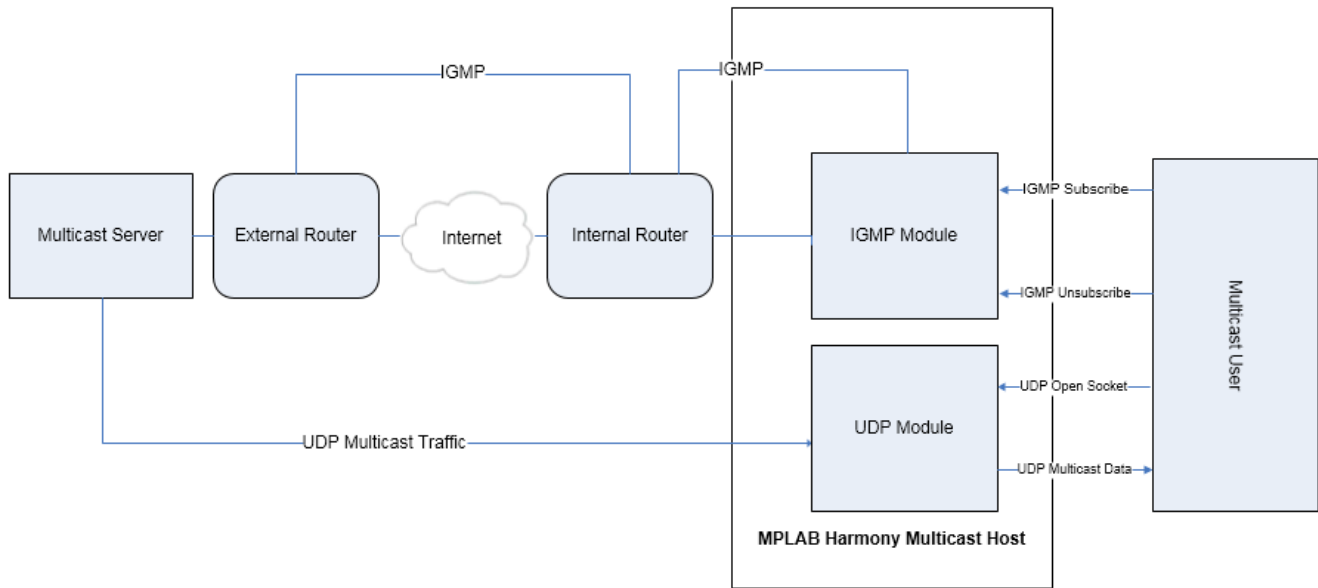 IGMP
IGMP
Multicast Server
External Router
Internet
Internal Router
IGMP Module
IGMP Subscribe
IGMP Unsubscribe
Multicast User
UDP Open Socket
UDP Module
UDP Multicast Traffic
UDP Multicast Data
MPLAB Harmony Multicast Host